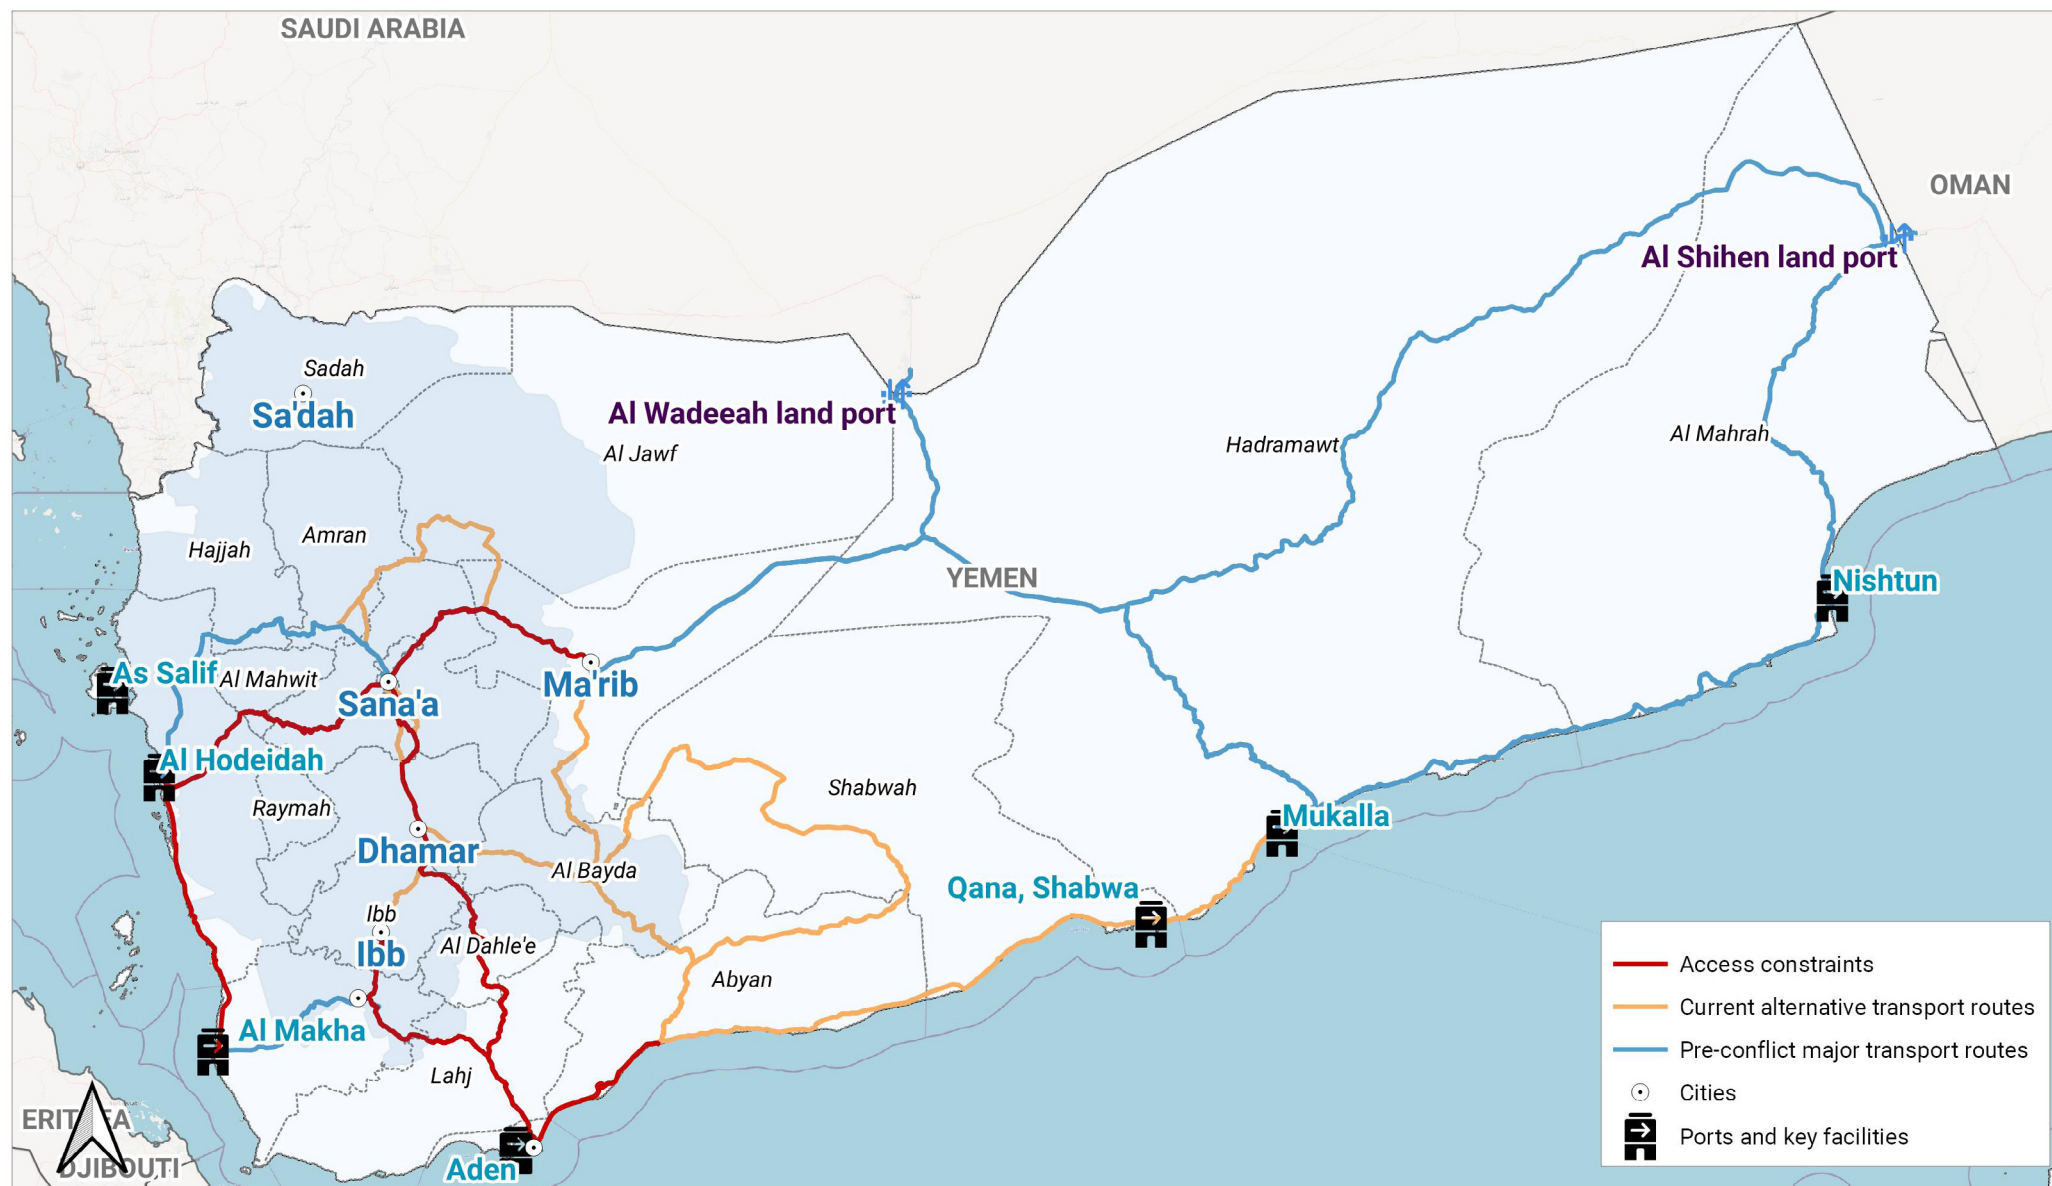 SAUDI ARABIA
OMAN
Al Shihen land port
Sadah
Sa'dah
Al Wadeeah land port
Al Jawf
Hadramawt
Al Mahrah
Amran
Hajjah
YEMEN
Nishtun
As Salif
Al Mahwit
Ma'rib
Sana'a
Al Hodeidah
Shabwah
Raymah
Mukalla
Dhamar
Al Bayda
Qana, Shabwa
Ibb
Al Dahle'e
Ibb
Abyan
Al Makha
Lahj
DJIBOUTI
Aden
Access constraints
Current alternative transport routes
Pre-conflict major transport routes
Cities
Ports and key facilities